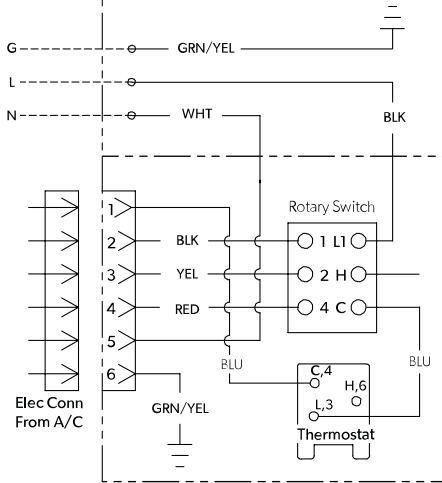 G GRN/YEL
L
N WHT
BLK
Rotary Switch
1
2 BLK 1 L1
3 YEL 2 H
4 RED 4 C
5
BLU BLU
6 C,4
H,6
GRN/YEL L,3
Elec Conn
From A/C
Thermostat